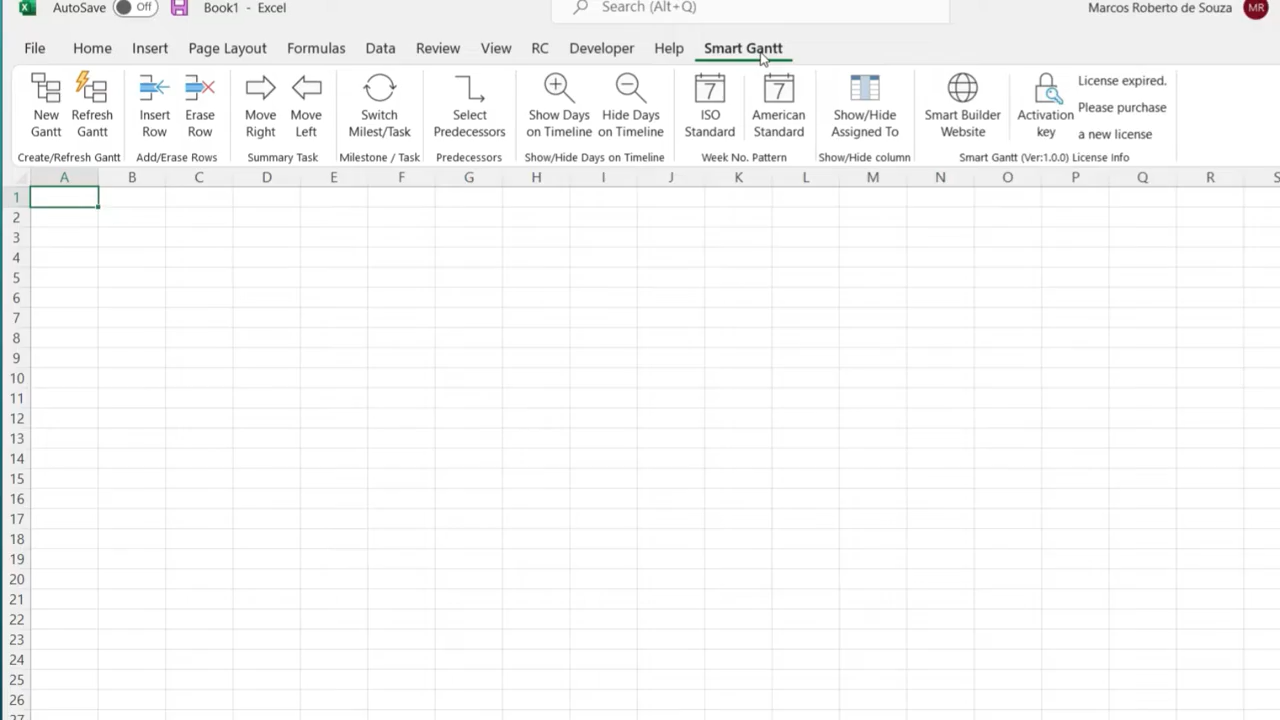 AutoSave Off Book1 - Excel Search (Alt+Q) Marcos Roberto de Souza MR
File Home Insert Page Layout Formulas Data Review View RC Developer Help Smart Gantt
New Gantt
Refresh Gantt
Create/Refresh Gantt
Insert Row
Erase Row
Add/Erase Rows
Move Right
Move Left
Summary Task
Switch Milest/Task
Milestone / Task
Select Predecessors
Predecessors
Show Days on Timeline
Hide Days on Timeline
Show/Hide Days on Timeline
7 ISO Standard
7 American Standard
Week No. Pattern
Show/Hide Assigned To
Show/Hide column
Smart Builder Website
Activation key
License expired.
Please purchase
a new license
Smart Gantt (Ver:1.0.0) License Info
A B C D E F G H I J K L M N O P Q R S
1
2
3
4
5
6
7
8
9
10
11
12
13
14
15
16
17
18
19
20
21
22
23
24
25
26
27